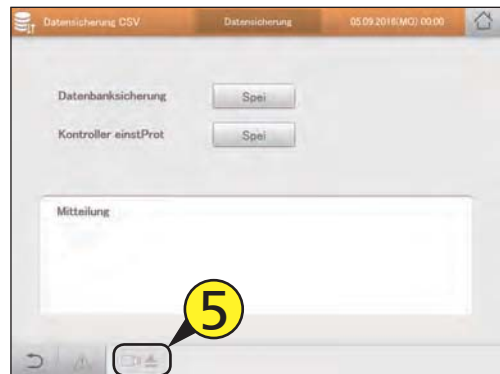 Datensicherung CSV Datensicherung 05.09.2016(MO) 00:00
Datenbanksicherung Spei
Kontroller einstProt Spei
Mitteilung
5